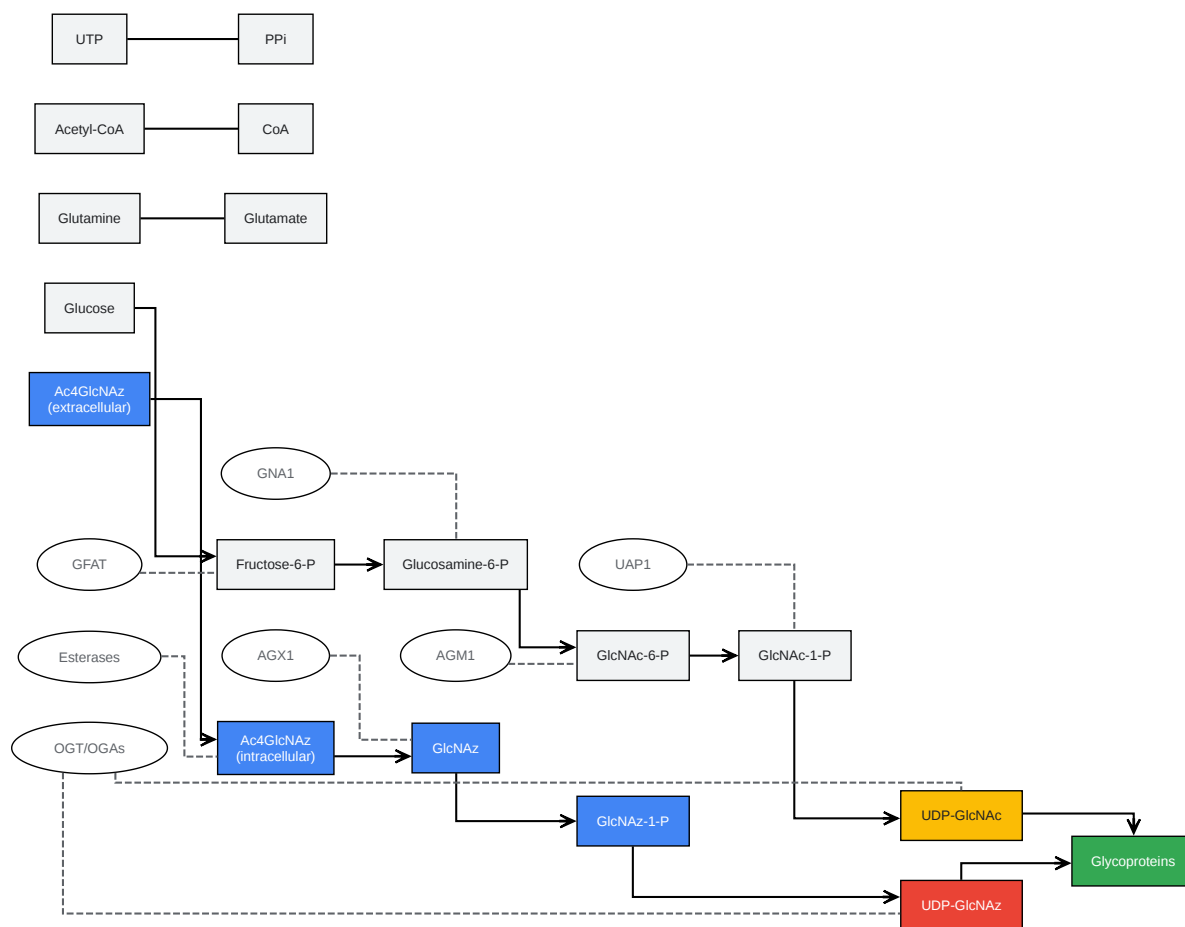 UTP
PPi
Acetyl-CoA
CoA
Glutamine
Glutamate
Glucose
Ac4GlcNAz
(extracellular)
GNA1
GFAT
Fructose-6-P
Glucosamine-6-P
UAP1
Esterases
AGX1
AGM1
GlcNAc-6-P
GlcNAc-1-P
OGT/OGAs
Ac4GlcNAz
(intracellular)
GlcNAz
GlcNAz-1-P
UDP-GlcNAc
Glycoproteins
UDP-GlcNAz